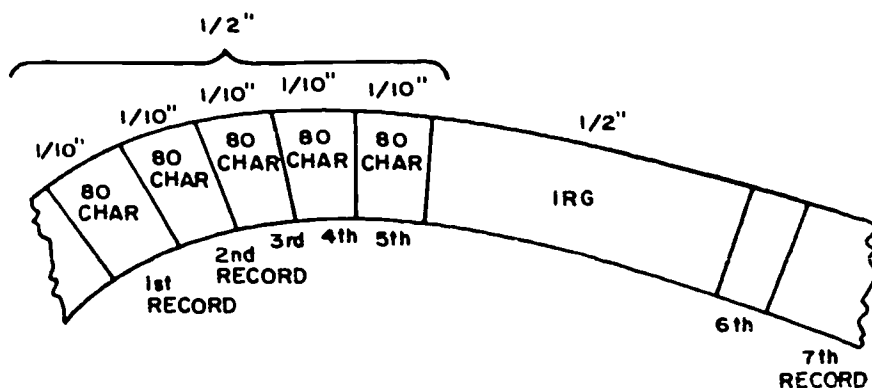 1/2"
1/10"
1/10"
1/10"
1/10"
1/10"
1/2"
80
CHAR
80
CHAR
80
CHAR
80
CHAR
80
CHAR
IRG
1st
RECORD
2nd
RECORD
3rd
4th
5th
6th
7th
RECORD